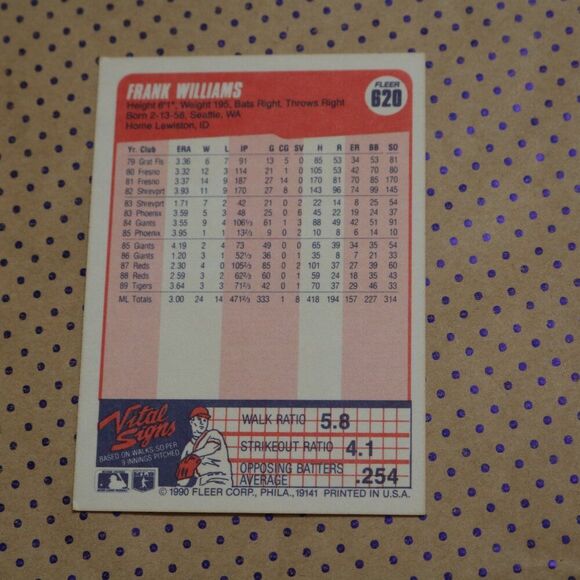 FRANK WILLIAMS
FLEER
620
Height 6'1", Weight 195, Bats Right, Throws Right
Born 2-13-58, Seattle, WA
Home Lewiston, ID
Yr. Club ERA W L IP G CG SV H R ER BB SO
79 Grat Fls 3.36 6 7 91 13 5 0 85 53 34 53 81
80 Fresno 3.32 12 3 114 21 1 0 105 53 42 70 80
81 Fresno 3.37 13 9 187 27 14 0 170 81 70 85 170
82 Shrevprt 3.93 11 9 170 27 8 0 143 96 74 99 145
83 Shrevprt 1.71 7 2 42 19 0 3 22 14 8 25 54
83 Phoenix 3.59 5 3 48 25 0 6 45 22 19 34
84 Giants 3.55 9 4 106⅓ 61 1 3 88 49 42 51 91
85 Phoenix 3.95 1 1 13⅔ 9 0 0 10 8 6 10
85 Giants 4.19 2 4 73 49 0 0 65 39 34 35 54
86 Giants 1.20 3 1 52⅓ 36 0 1 35 8 7 21 33
87 Reds 2.30 4 0 105⅔ 85 0 2 101 37 27 39 60
88 Reds 2.59 3 2 62⅔ 60 0 1 59 24 18 35 43
89 Tigers 3.64 3 3 71⅔ 42 0 1 70 37 29 46 33
ML Totals 3.00 24 14 471⅔ 333 1 8 418 194 157 227 314
Vital
Signs
BASED ON WALKS, SO PER
9 INNINGS PITCHED
WALK RATIO 5.8
STRIKEOUT RATIO 4.1
OPPOSING BATTERS
AVERAGE .254
© 1990 FLEER CORP., PHILA., 19141 PRINTED IN U.S.A.